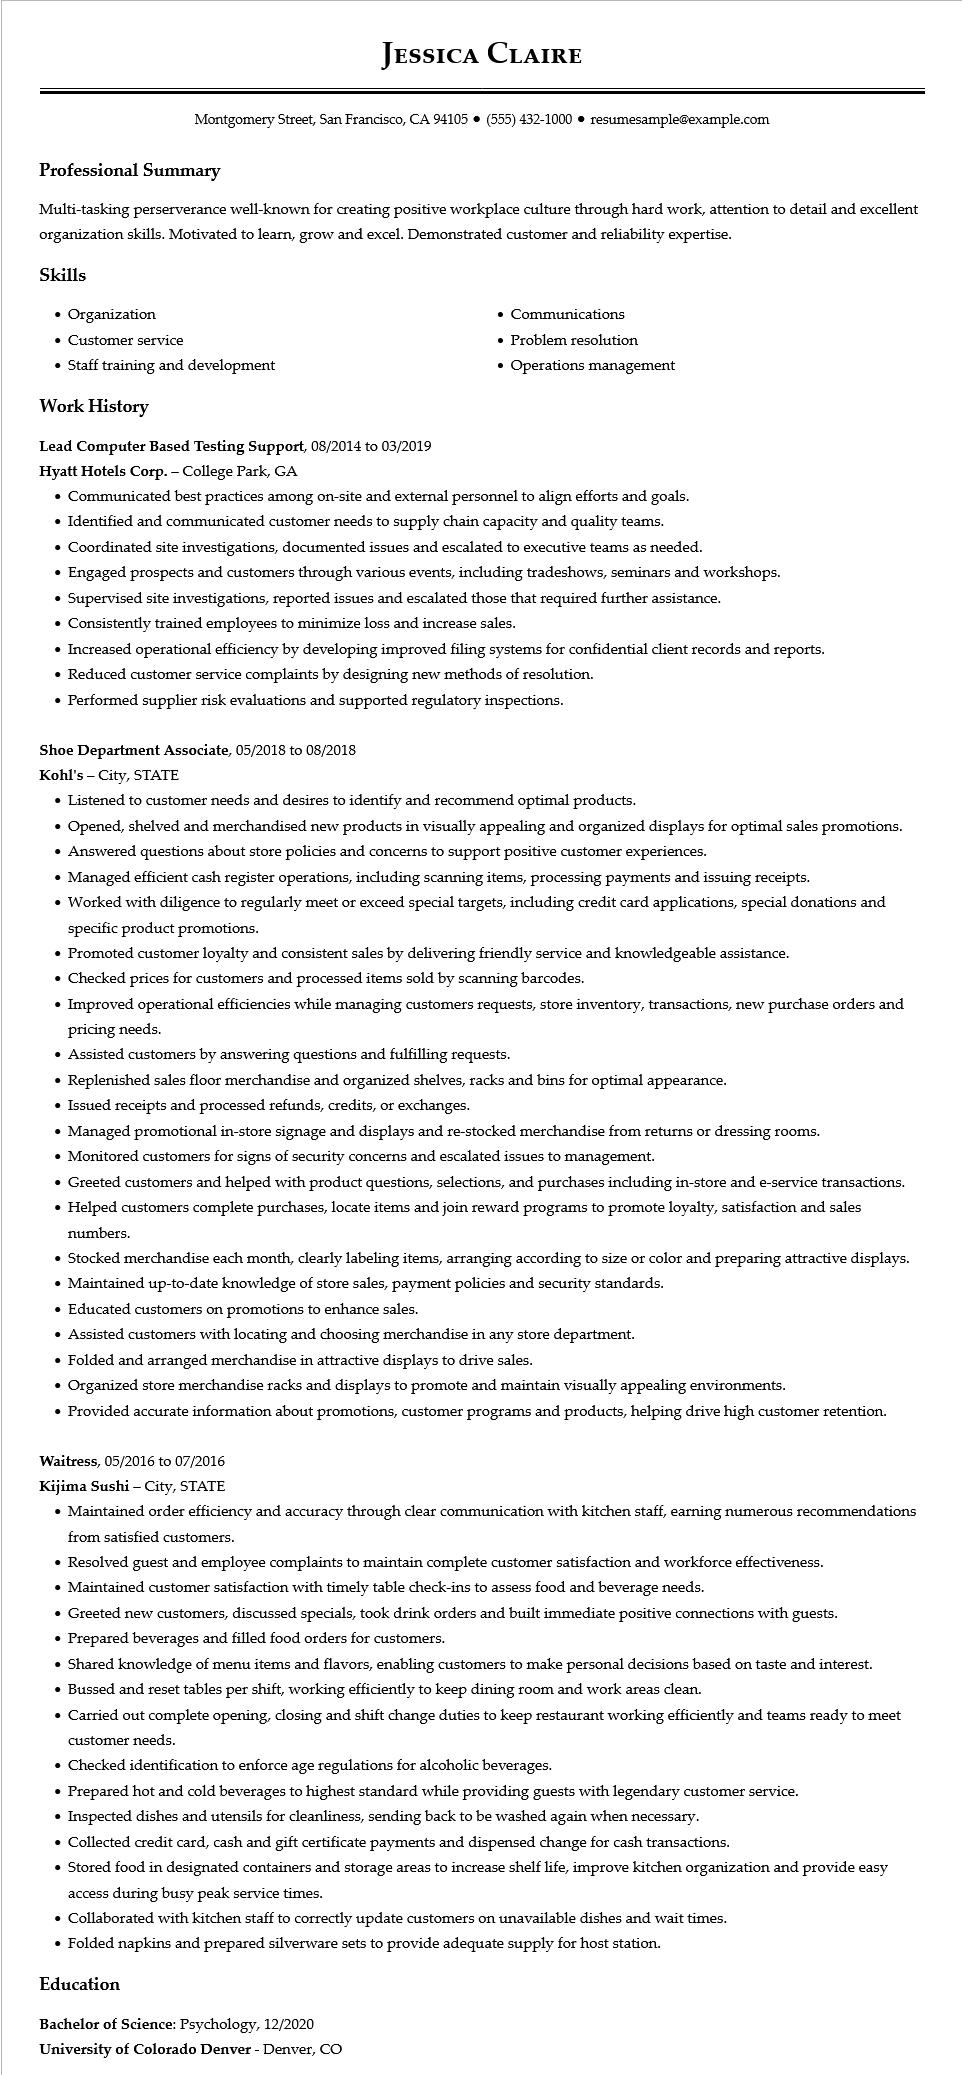 Jessica Claire
Montgomery Street, San Francisco, CA 94105 ● (555) 432-1000 ● resumesample@example.com
Professional Summary
Multi-tasking perserverance well-known for creating positive workplace culture through hard work, attention to detail and excellent
organization skills. Motivated to learn, grow and excel. Demonstrated customer and reliability expertise.
Skills
• Organization
• Customer service
• Staff training and development
• Communications
• Problem resolution
• Operations management
Work History
Lead Computer Based Testing Support, 08/2014 to 03/2019
Hyatt Hotels Corp. – College Park, GA
• Communicated best practices among on-site and external personnel to align efforts and goals.
• Identified and communicated customer needs to supply chain capacity and quality teams.
• Coordinated site investigations, documented issues and escalated to executive teams as needed.
• Engaged prospects and customers through various events, including tradeshows, seminars and workshops.
• Supervised site investigations, reported issues and escalated those that required further assistance.
• Consistently trained employees to minimize loss and increase sales.
• Increased operational efficiency by developing improved filing systems for confidential client records and reports.
• Reduced customer service complaints by designing new methods of resolution.
• Performed supplier risk evaluations and supported regulatory inspections.
Shoe Department Associate, 05/2018 to 08/2018
Kohl's – City, STATE
• Listened to customer needs and desires to identify and recommend optimal products.
• Opened, shelved and merchandised new products in visually appealing and organized displays for optimal sales promotions.
• Answered questions about store policies and concerns to support positive customer experiences.
• Managed efficient cash register operations, including scanning items, processing payments and issuing receipts.
• Worked with diligence to regularly meet or exceed special targets, including credit card applications, special donations and
specific product promotions.
• Promoted customer loyalty and consistent sales by delivering friendly service and knowledgeable assistance.
• Checked prices for customers and processed items sold by scanning barcodes.
• Improved operational efficiencies while managing customers requests, store inventory, transactions, new purchase orders and
pricing needs.
• Assisted customers by answering questions and fulfilling requests.
• Replenished sales floor merchandise and organized shelves, racks and bins for optimal appearance.
• Issued receipts and processed refunds, credits, or exchanges.
• Managed promotional in-store signage and displays and re-stocked merchandise from returns or dressing rooms.
• Monitored customers for signs of security concerns and escalated issues to management.
• Greeted customers and helped with product questions, selections, and purchases including in-store and e-service transactions.
• Helped customers complete purchases, locate items and join reward programs to promote loyalty, satisfaction and sales
numbers.
• Stocked merchandise each month, clearly labeling items, arranging according to size or color and preparing attractive displays.
• Maintained up-to-date knowledge of store sales, payment policies and security standards.
• Educated customers on promotions to enhance sales.
• Assisted customers with locating and choosing merchandise in any store department.
• Folded and arranged merchandise in attractive displays to drive sales.
• Organized store merchandise racks and displays to promote and maintain visually appealing environments.
• Provided accurate information about promotions, customer programs and products, helping drive high customer retention.
Waitress, 05/2016 to 07/2016
Kijima Sushi – City, STATE
• Maintained order efficiency and accuracy through clear communication with kitchen staff, earning numerous recommendations
from satisfied customers.
• Resolved guest and employee complaints to maintain complete customer satisfaction and workforce effectiveness.
• Maintained customer satisfaction with timely table check-ins to assess food and beverage needs.
• Greeted new customers, discussed specials, took drink orders and built immediate positive connections with guests.
• Prepared beverages and filled food orders for customers.
• Shared knowledge of menu items and flavors, enabling customers to make personal decisions based on taste and interest.
• Bussed and reset tables per shift, working efficiently to keep dining room and work areas clean.
• Carried out complete opening, closing and shift change duties to keep restaurant working efficiently and teams ready to meet
customer needs.
• Checked identification to enforce age regulations for alcoholic beverages.
• Prepared hot and cold beverages to highest standard while providing guests with legendary customer service.
• Inspected dishes and utensils for cleanliness, sending back to be washed again when necessary.
• Collected credit card, cash and gift certificate payments and dispensed change for cash transactions.
• Stored food in designated containers and storage areas to increase shelf life, improve kitchen organization and provide easy
access during busy peak service times.
• Collaborated with kitchen staff to correctly update customers on unavailable dishes and wait times.
• Folded napkins and prepared silverware sets to provide adequate supply for host station.
Education
Bachelor of Science: Psychology, 12/2020
University of Colorado Denver - Denver, CO